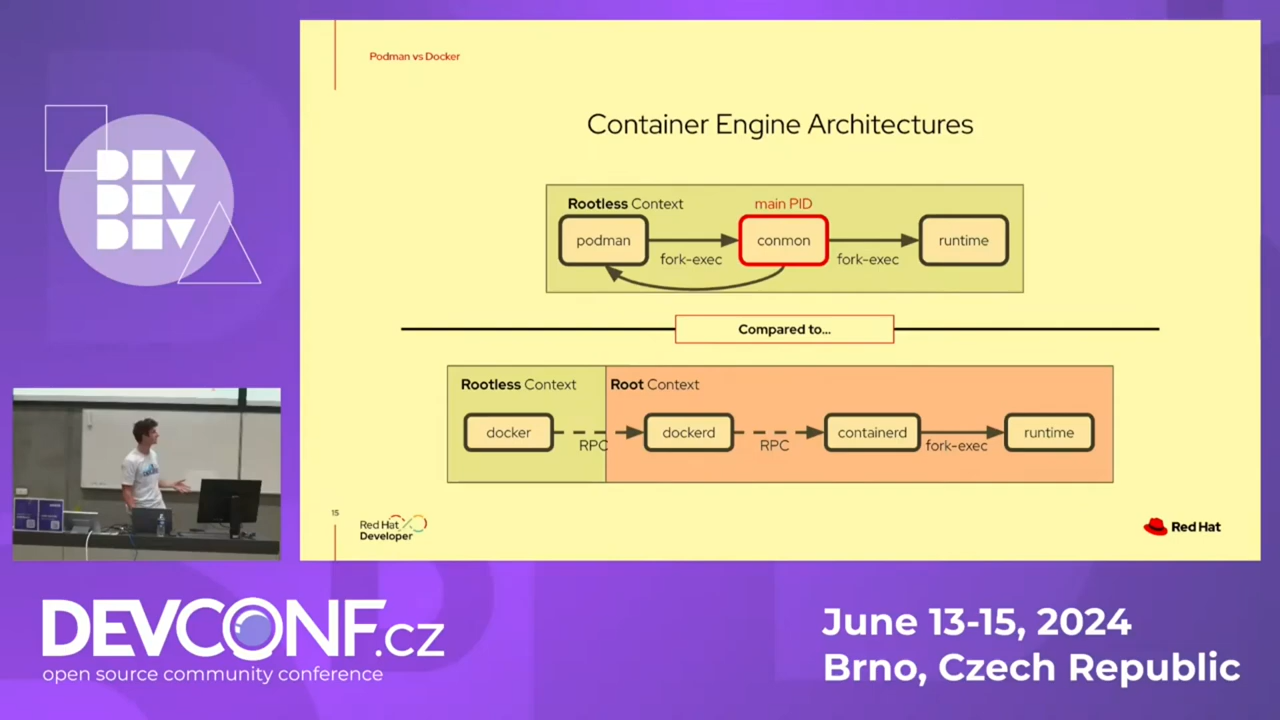 Podman vs Docker
Container Engine Architectures
Rootless Context
main PID
podman
conmon
runtime
fork-exec
fork-exec
Compared to...
Rootless Context
Root Context
docker
dockerd
containerd
runtime
RPC
RPC
fork-exec
15
Red Hat
Developer
Red Hat
DEV
DEV
DEV
DEVCONF.cz
open source community conference
June 13-15, 2024
Brno, Czech Republic